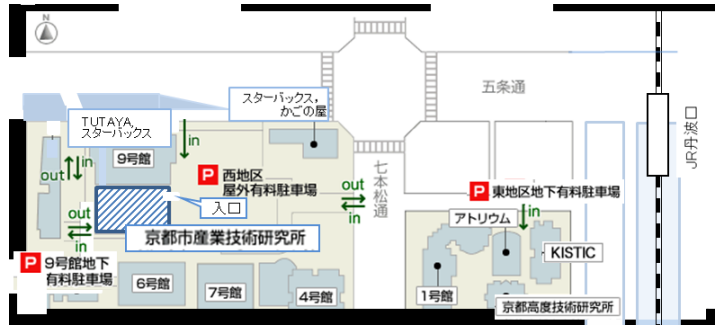 N
五条通
スターバックス，
かごの屋
TUTAYA,
スターバックス
in
9号館
out
in
P 西地区
屋外有料駐車場
七本松通
JR丹波口
入口
out
in
P 東地区地下有料駐車場
in
アトリウム
out
in
京都市産業技術研究所
KISTIC
P 9号館地下
有料駐車場
6号館
7号館
4号館
1号館
京都高度技術研究所